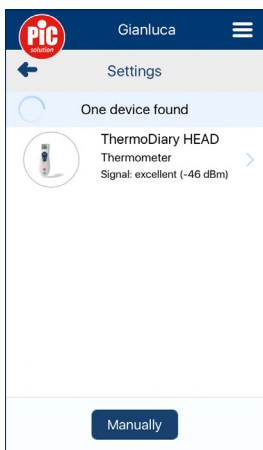 PiC
solution
Gianluca
Settings
One device found
ThermoDiary HEAD
Thermometer
Signal: excellent (-46 dBm)
Manually